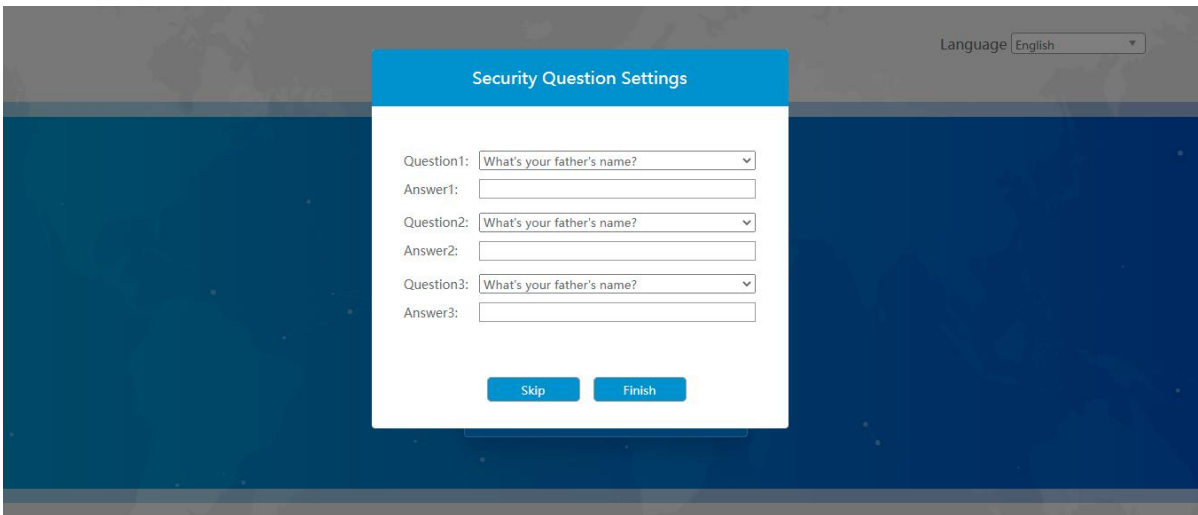 Language English
Security Question Settings
Question1: What's your father's name?
Answer1:
Question2: What's your father's name?
Answer2:
Question3: What's your father's name?
Answer3:
Skip Finish